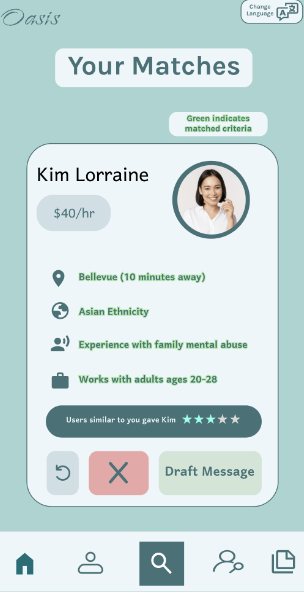 Oasis
Change
Language
A
Your Matches
Green indicates
matched criteria
Kim Lorraine
$40/hr
Bellevue (10 minutes away)
Asian Ethnicity
Experience with family mental abuse
Works with adults ages 20-28
Users similar to you gave Kim
Draft Message